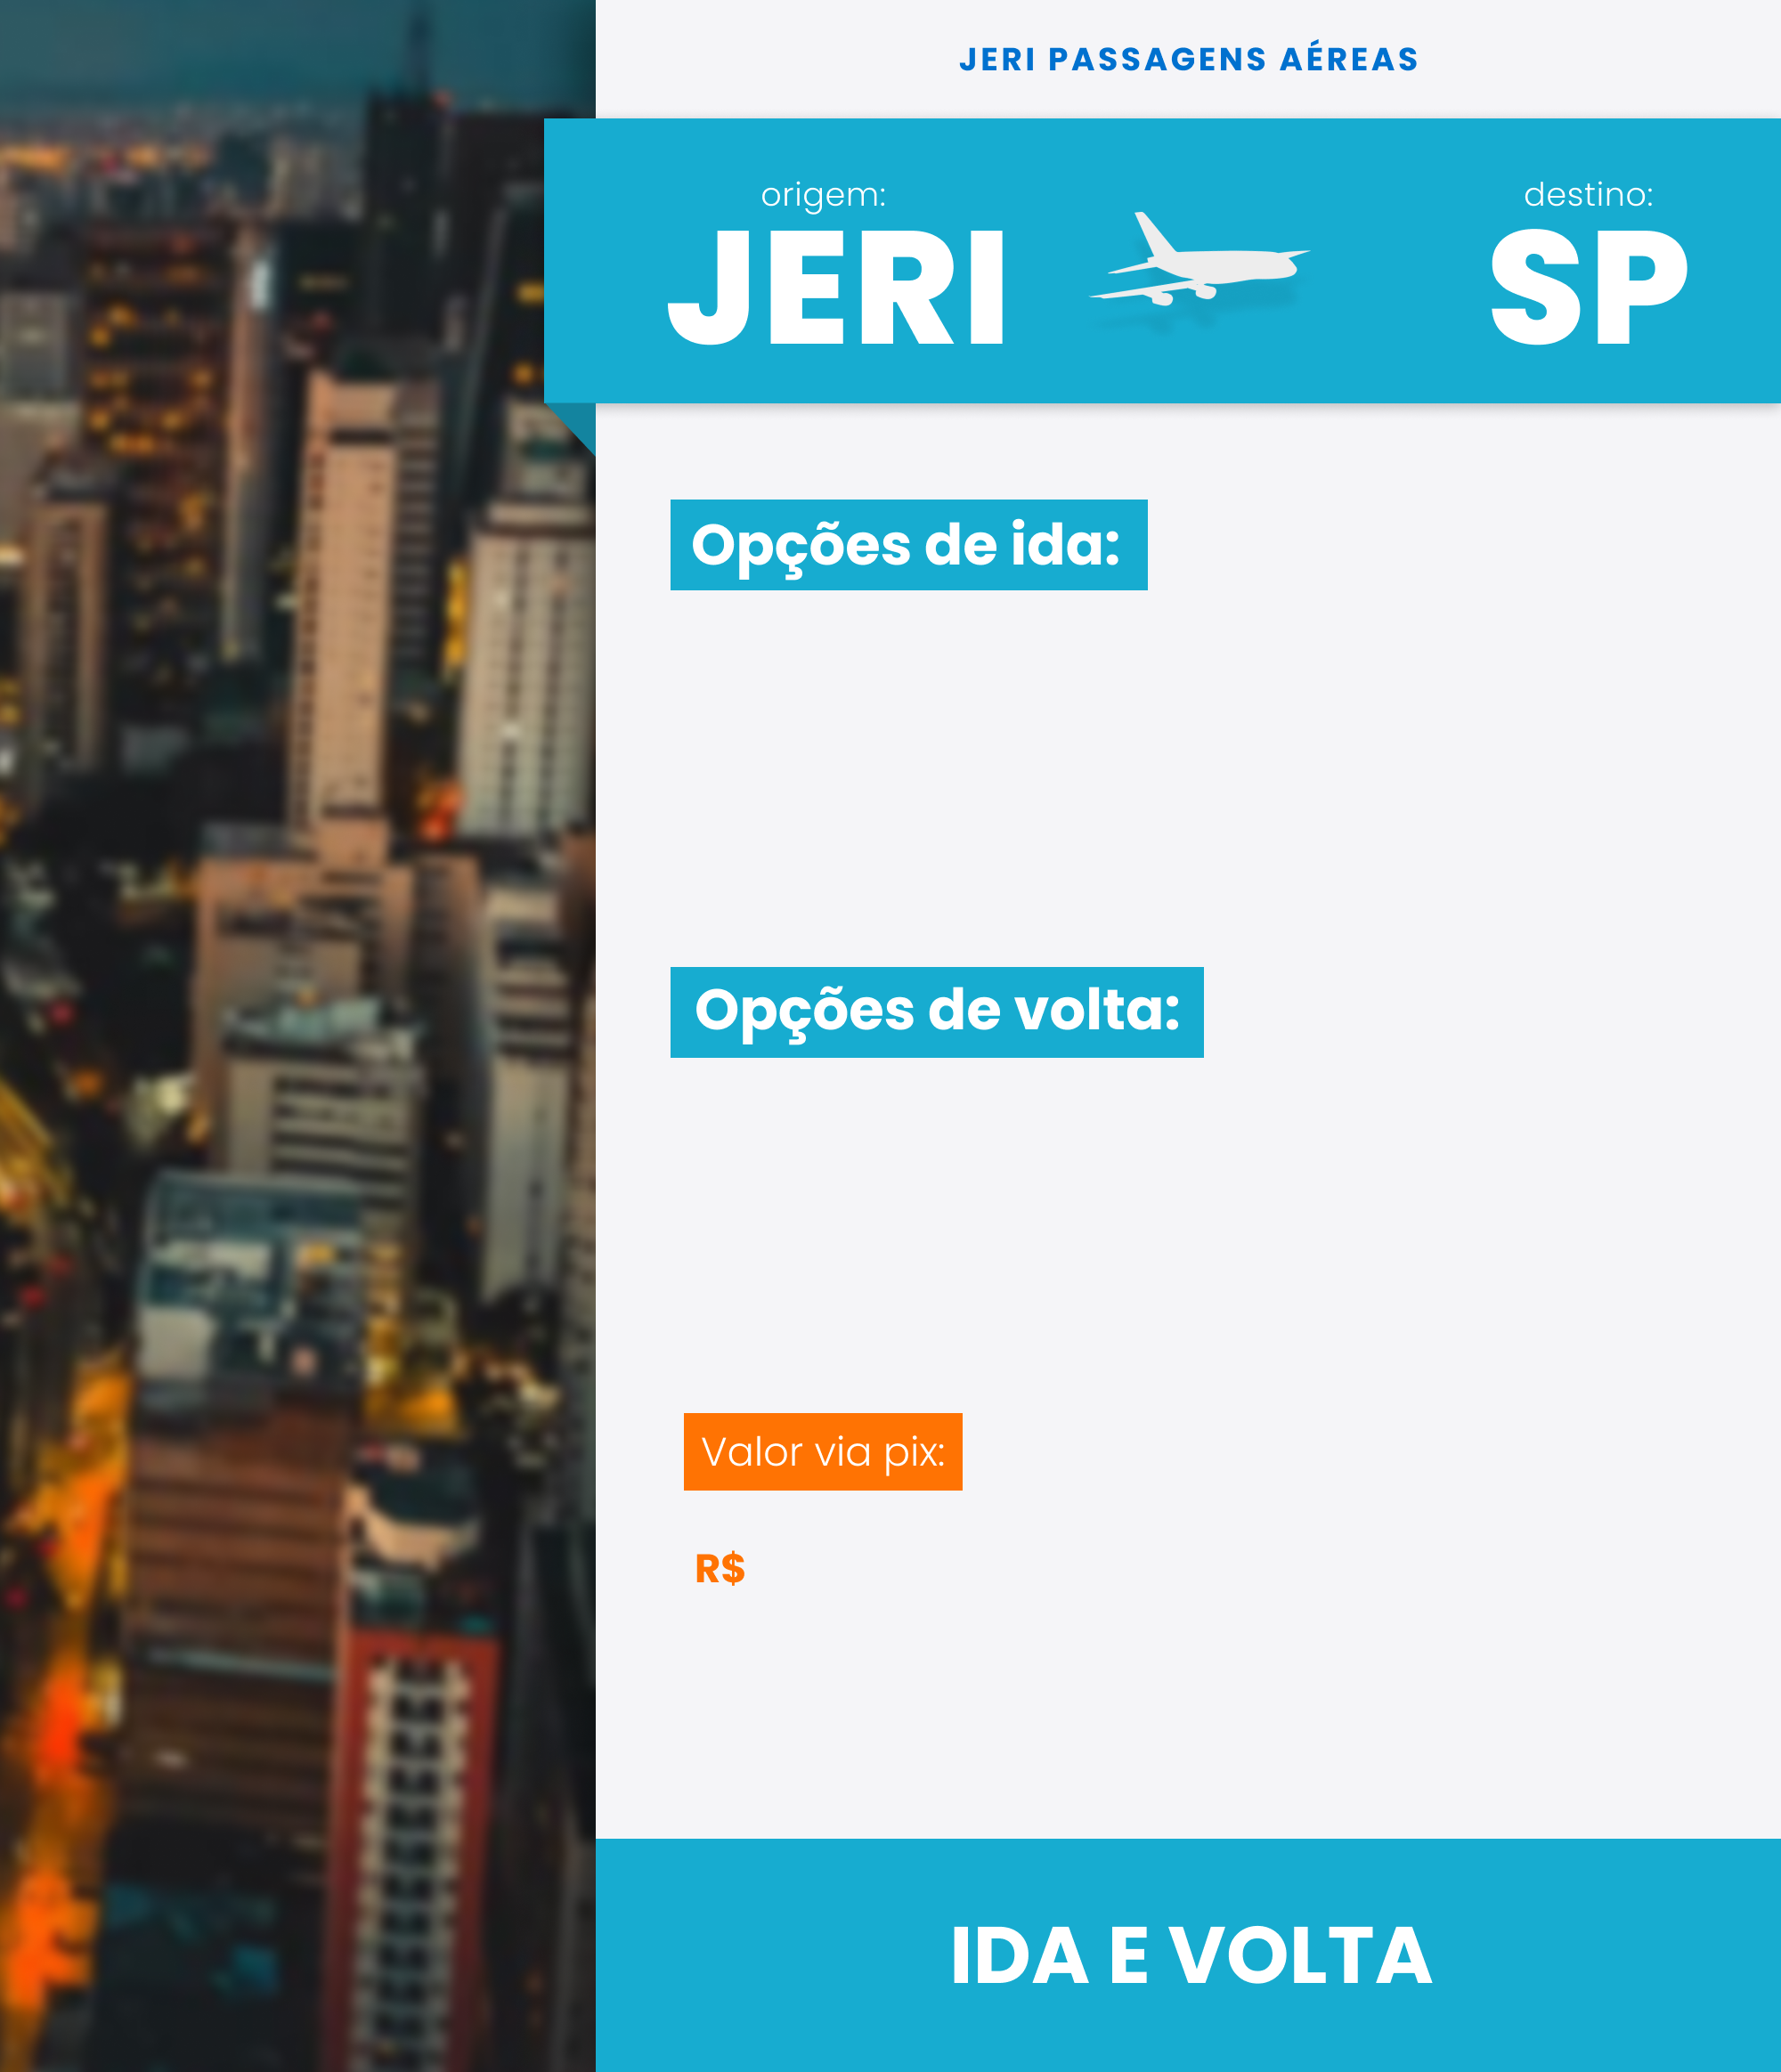 JERI PASSAGENS AÉREAS
origem:
destino:
JERI
SP
Opções de ida:
Opções de volta:
Valor via pix:
R$
IDA E VOLTA